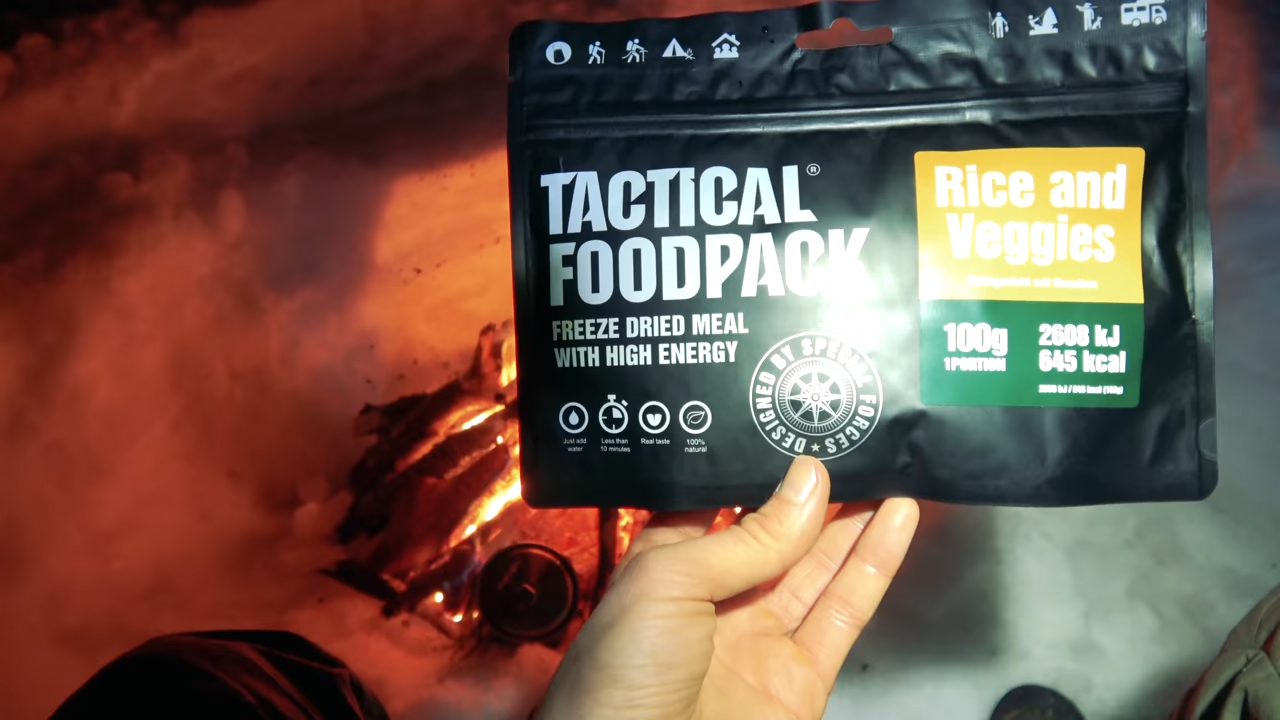 TACTICAL®
FOODPACK
FREEZE DRIED MEAL
WITH HIGH ENERGY
Just add
water
Less than
10 minutes
Real taste
100%
natural
DESIGNED BY SPECIAL FORCES
Rice and
Veggies
100g
1 PORTION
2608 kJ
645 kcal